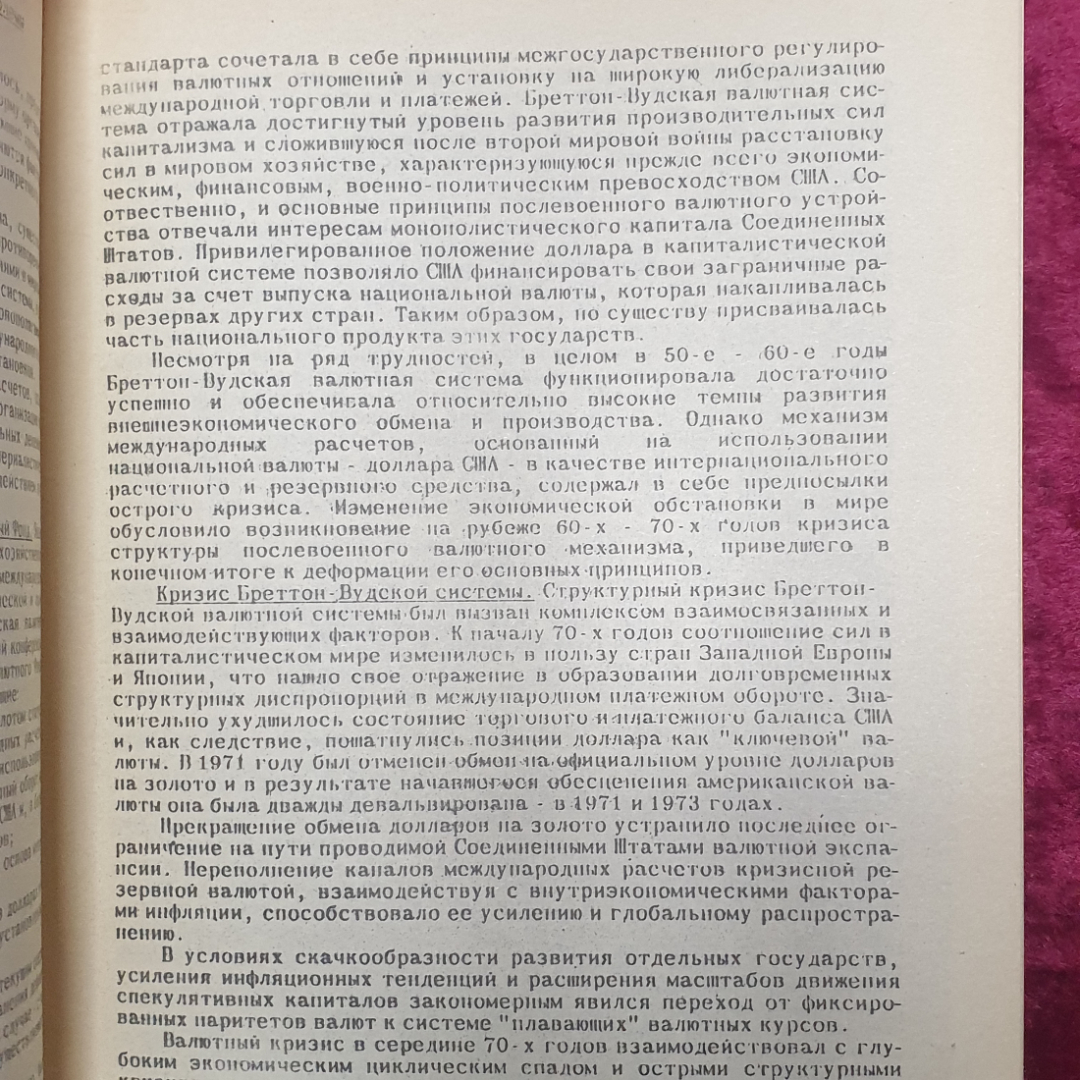 стандарта сочетала в себе принципы межгосударственного регулиро-
вания валютных отношений и установку на широкую либерализацию
международной торговли и платежей. Бреттон-Вудская валютная сис-
тема отражала достигнутый уровень развития производительных сил
капитализма и сложившуюся после второй мировой войны расстановку
сил в мировом хозяйстве, характеризующуюся прежде всего экономи-
ческим, финансовым, военно-политическим превосходством США. Со-
отвественно, и основные принципы послевоенного валютного устрой-
ства отвечали интересам монополистического капитала Соединенных
Штатов. Привилегированное положение доллара в капиталистической
валютной системе позволяло США финансировать свои заграничные ра-
сходы за счет выпуска национальной валюты, которая накапливалась
в резервах других стран. Таким образом, по существу присваивалась
часть национального продукта этих государств.
Несмотря на ряд трудностей, в целом в 50-е - 60-е годы
Бреттон-Вудская валютная система функционировала достаточно
успешно и обеспечивала относительно высокие темпы развития
внешнеэкономического обмена и производства. Однако механизм
международных расчетов, основанный на использовании
национальной валюты - доллара США - в качестве интернационального
расчетного и резервного средства, содержал в себе предпосылки
острого кризиса. Изменение экономической обстановки в мире
обусловило возникновение на рубеже 60-х - 70-х годов кризиса
структуры послевоенного валютного механизма, приведшего в
конечном итоге к деформации его основных принципов.
Кризис Бреттон-Вудской системы. Структурный кризис Бреттон-
Вудской валютной системы был вызван комплексом взаимосвязанных и
взаимодействующих факторов. К началу 70-х годов соотношение сил в
капиталистическом мире изменилось в пользу стран Западной Европы
и Японии, что нашло свое отражение в образовании долговременных
структурных диспропорций в международном платежном обороте. Зна-
чительно ухудшилось состояние торгового и платежного баланса США
и, как следствие, пошатнулись позиции доллара как "ключевой" ва-
люты. В 1971 году был отменен обмен на официальном уровне долларов
на золото и в результате начавшегося обесценения американской ва-
люты она была дважды девальвирована - в 1971 и 1973 годах.
Прекращение обмена долларов на золото устранило последнее ог-
раничение на пути проводимой Соединенными Штатами валютной экспа-
нсии. Переполнение каналов международных расчетов кризисной ре-
зервной валютой, взаимодействуя с внутриэкономическими фактора-
ми инфляции, способствовало ее усилению и глобальному распростра-
нению.
В условиях скачкообразности развития отдельных государств,
усиления инфляционных тенденций и расширения масштабов движения
спекулятивных капиталов закономерным явился переход от фиксиро-
ванных паритетов валют к системе "плавающих" валютных курсов.
Валютный кризис в середине 70-х годов взаимодействовал с глу-
боким экономическим циклическим спадом и острыми структурными